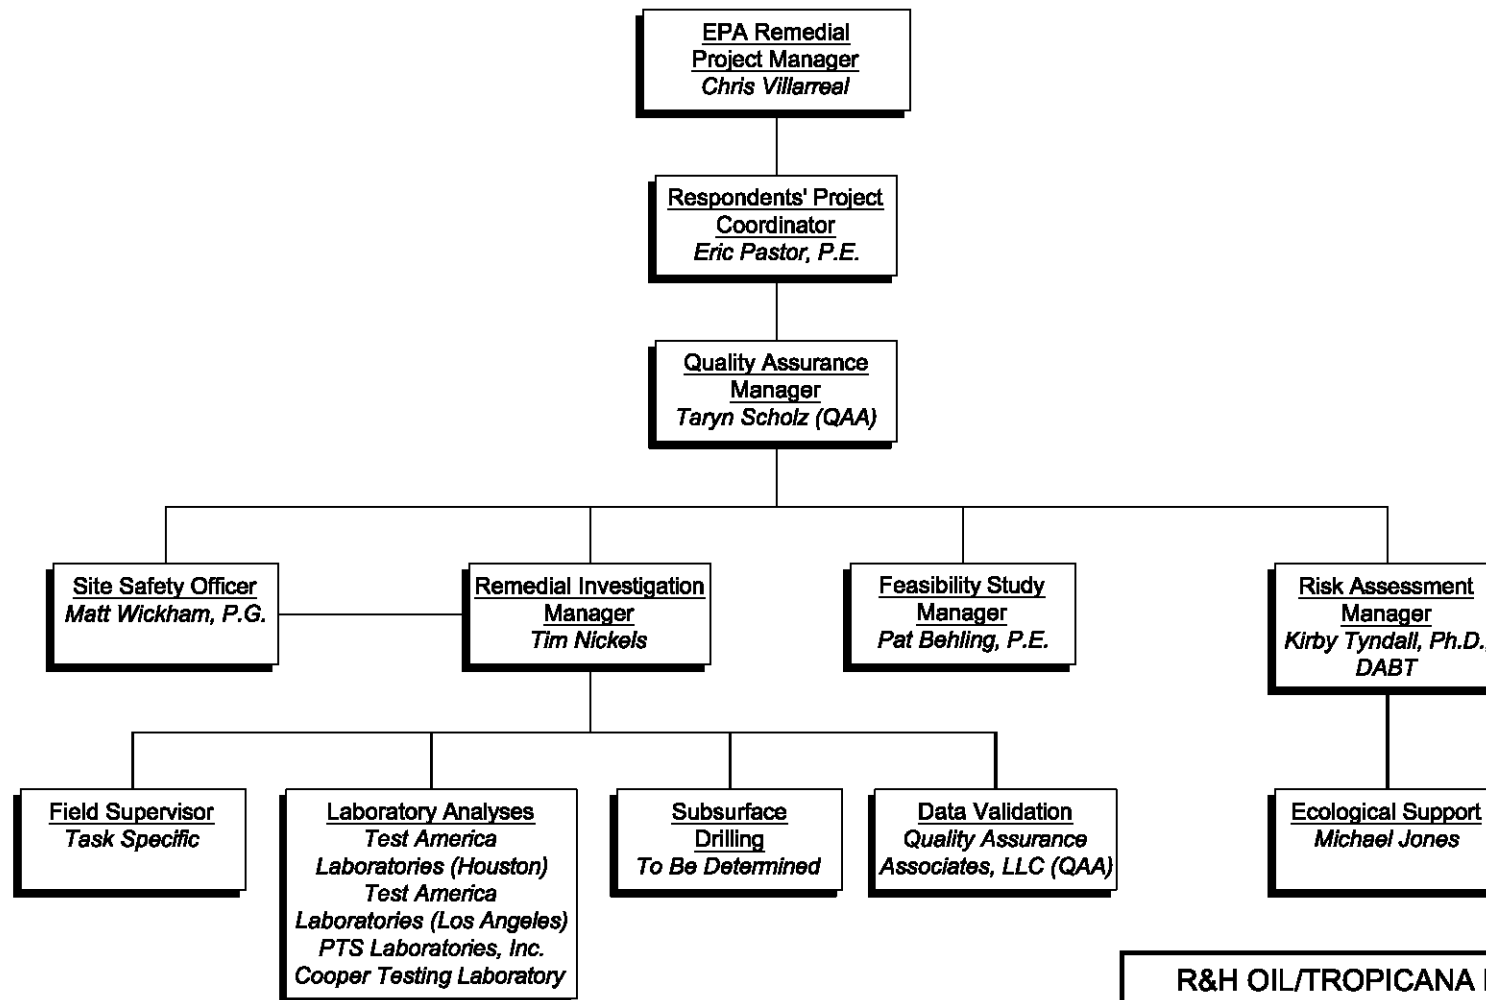 EPA Remedial
Project Manager
Chris Villarreal
Respondents' Project
Coordinator
Eric Pastor, P.E.
Quality Assurance
Manager
Taryn Scholz (QAA)
Site Safety Officer
Matt Wickham, P.G.
Remedial Investigation
Manager
Tim Nickels
Feasibility Study
Manager
Pat Behling, P.E.
Risk Assessment
Manager
Kirby Tyndall, Ph.D.,
DABT
Field Supervisor
Task Specific
Laboratory Analyses
Test America
Laboratories (Houston)
Test America
Laboratories (Los Angeles)
PTS Laboratories, Inc.
Cooper Testing Laboratory
Subsurface
Drilling
To Be Determined
Data Validation
Quality Assurance
Associates, LLC (QAA)
Ecological Support
Michael Jones
R&H OIL/TROPICANA